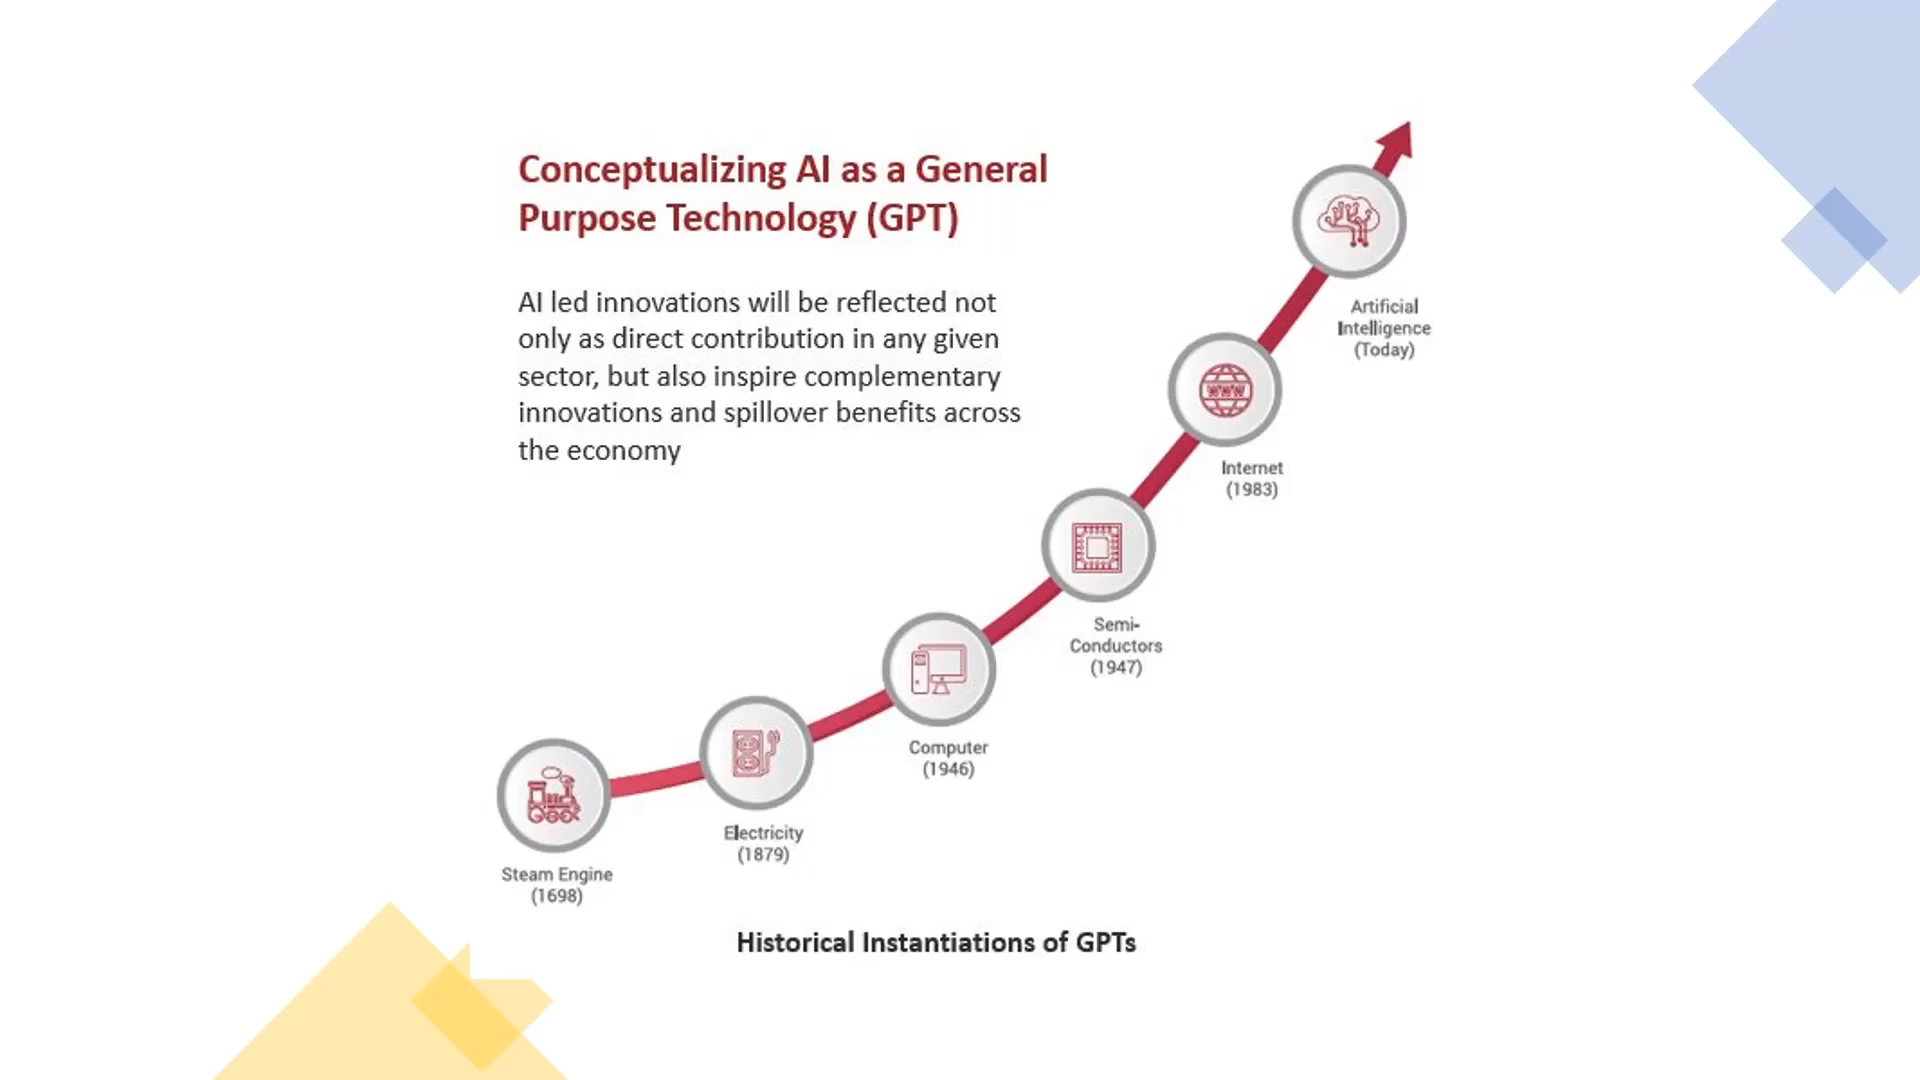 Conceptualizing AI as a General
Purpose Technology (GPT)
AI led innovations will be reflected not
only as direct contribution in any given
sector, but also inspire complementary
innovations and spillover benefits across
the economy
Artificial
Intelligence
(Today)
WWW
Internet
(1983)
Semi-
Conductors
(1947)
Computer
(1946)
Electricity
(1879)
Steam Engine
(1698)
Historical Instantiations of GPTs